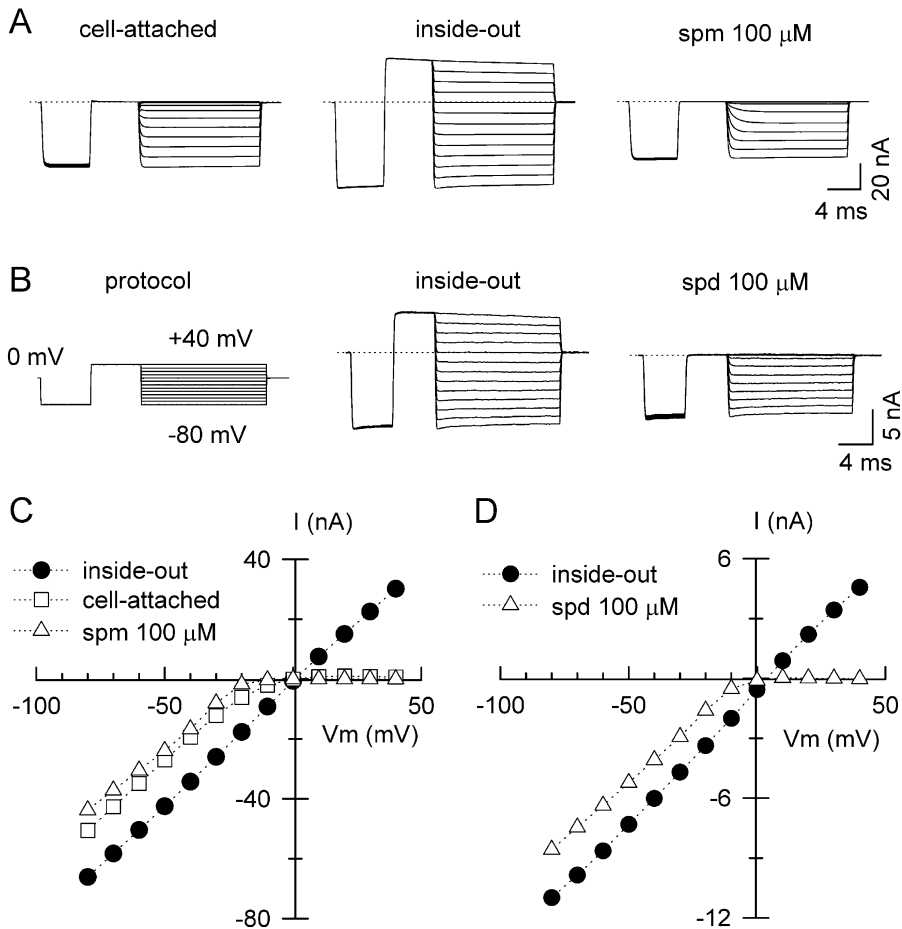 A
cell-attached
inside-out
spm 100 μM
20 nA
4 ms
B
protocol
inside-out
spd 100 μM
0 mV
+40 mV
-80 mV
5 nA
4 ms
C
I (nA)
40
inside-out
cell-attached
spm 100 μM
-100
-50
50
Vm (mV)
-40
-80
D
I (nA)
6
inside-out
spd 100 μM
-100
-50
50
Vm (mV)
-6
-12